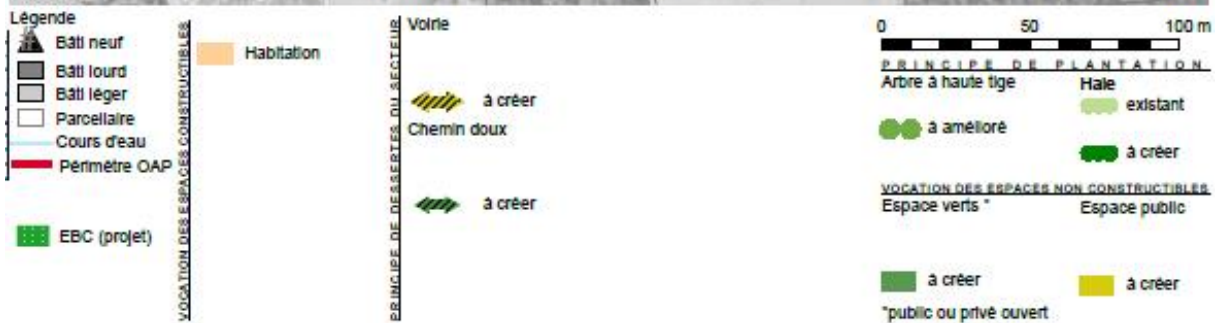 Légende
Bâti neuf
Bâti lourd
Bâti léger
Parcellaire
Cours d'eau
Périmètre OAP
EBC (projet)
VOCATION DES ESPACES CONSTRUCTIBLES
Habitation
PRINCIPE DE DESSERTES DU SECTEUR
Voirie
à créer
Chemin doux
à créer
0 50 100 m
PRINCIPE DE PLANTATION
Arbre à haute tige
à amélioré
Haie
existant
à créer
VOCATION DES ESPACES NON CONSTRUCTIBLES
Espace verts *
à créer
*public ou privé ouvert
Espace public
à créer